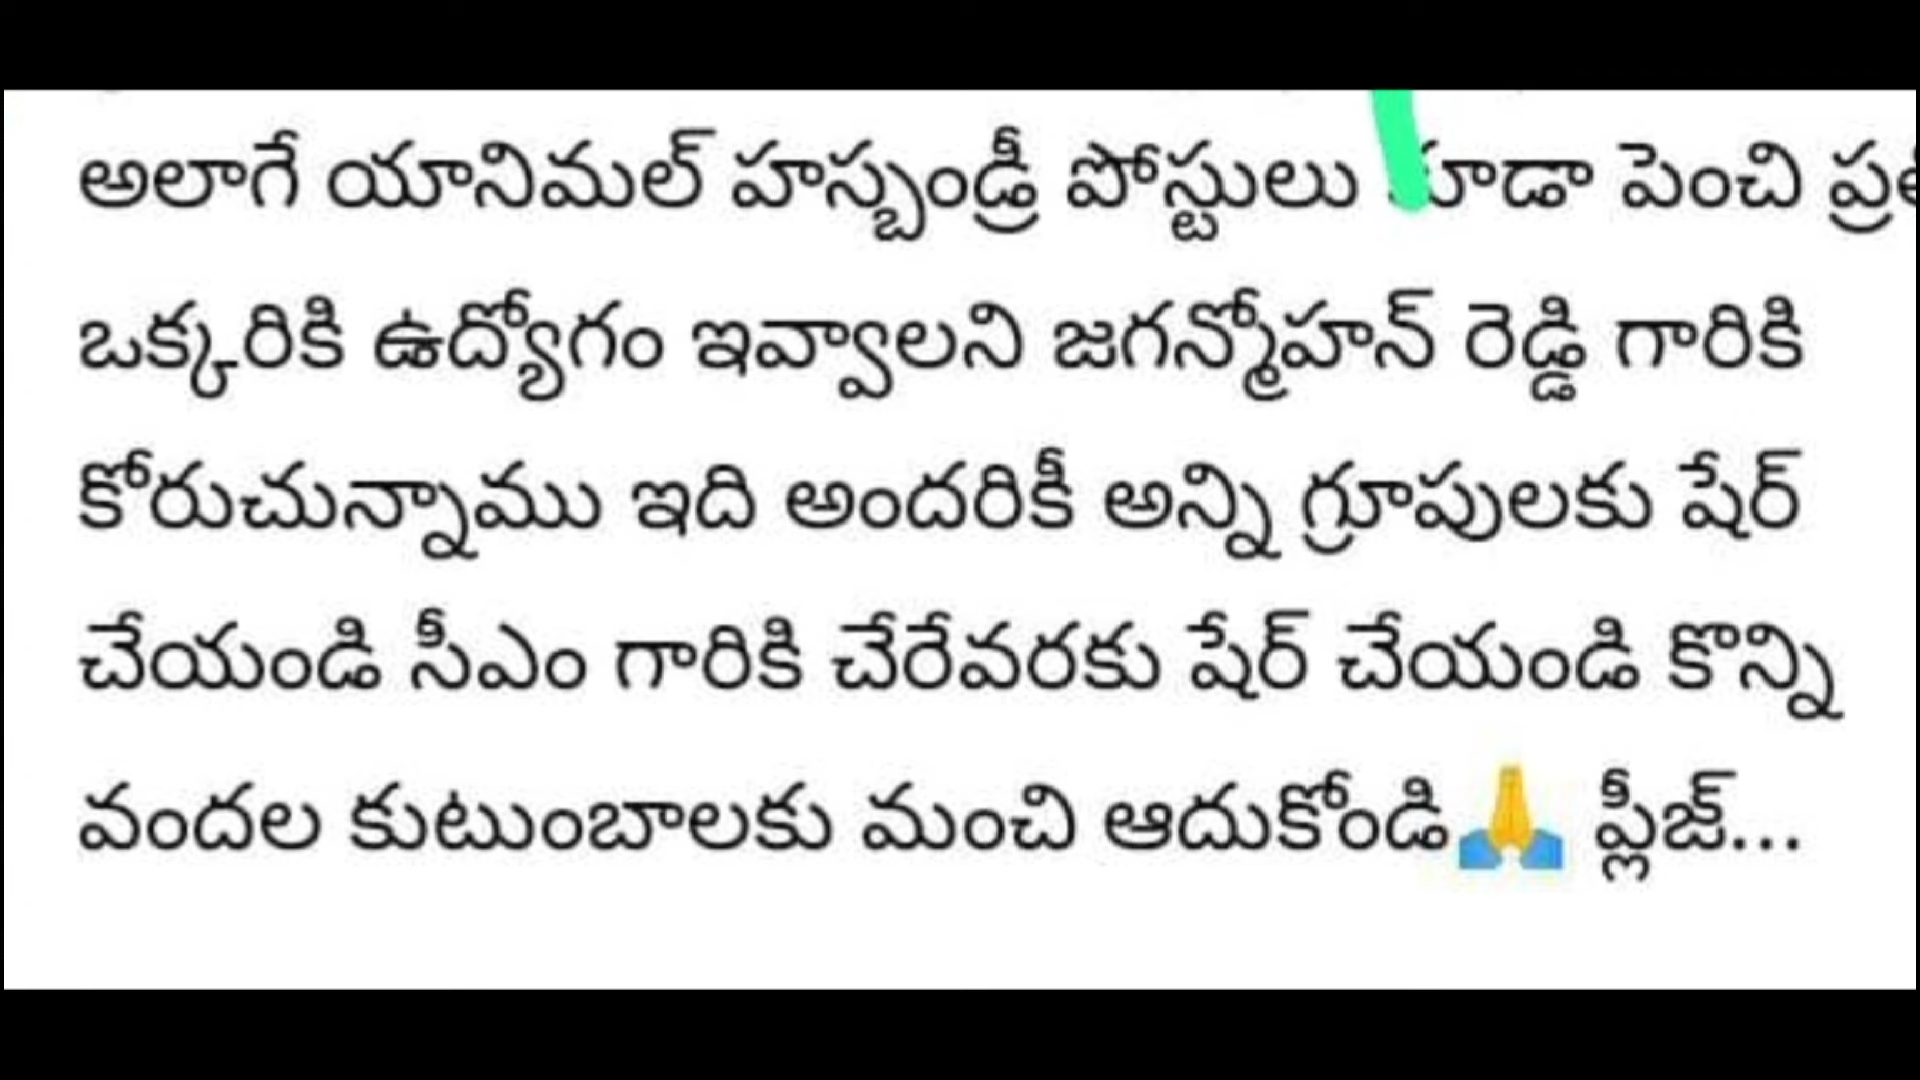 అలాగే యానిమల్ హస్బండ్రీ పోస్టులు కూడా పెంచి ప్ర
ఒక్కరికి ఉద్యోగం ఇవ్వాలని జగన్మోహన్ రెడ్డి గారికి
కోరుచున్నాము ఇది అందరికీ అన్ని గ్రూపులకు షేర్
చేయండి సీఎం గారికి చేరేవరకు షేర్ చేయండి కొన్ని
వందల కుటుంబాలకు మంచి ఆదుకోండి🙏 ప్లీజ్...